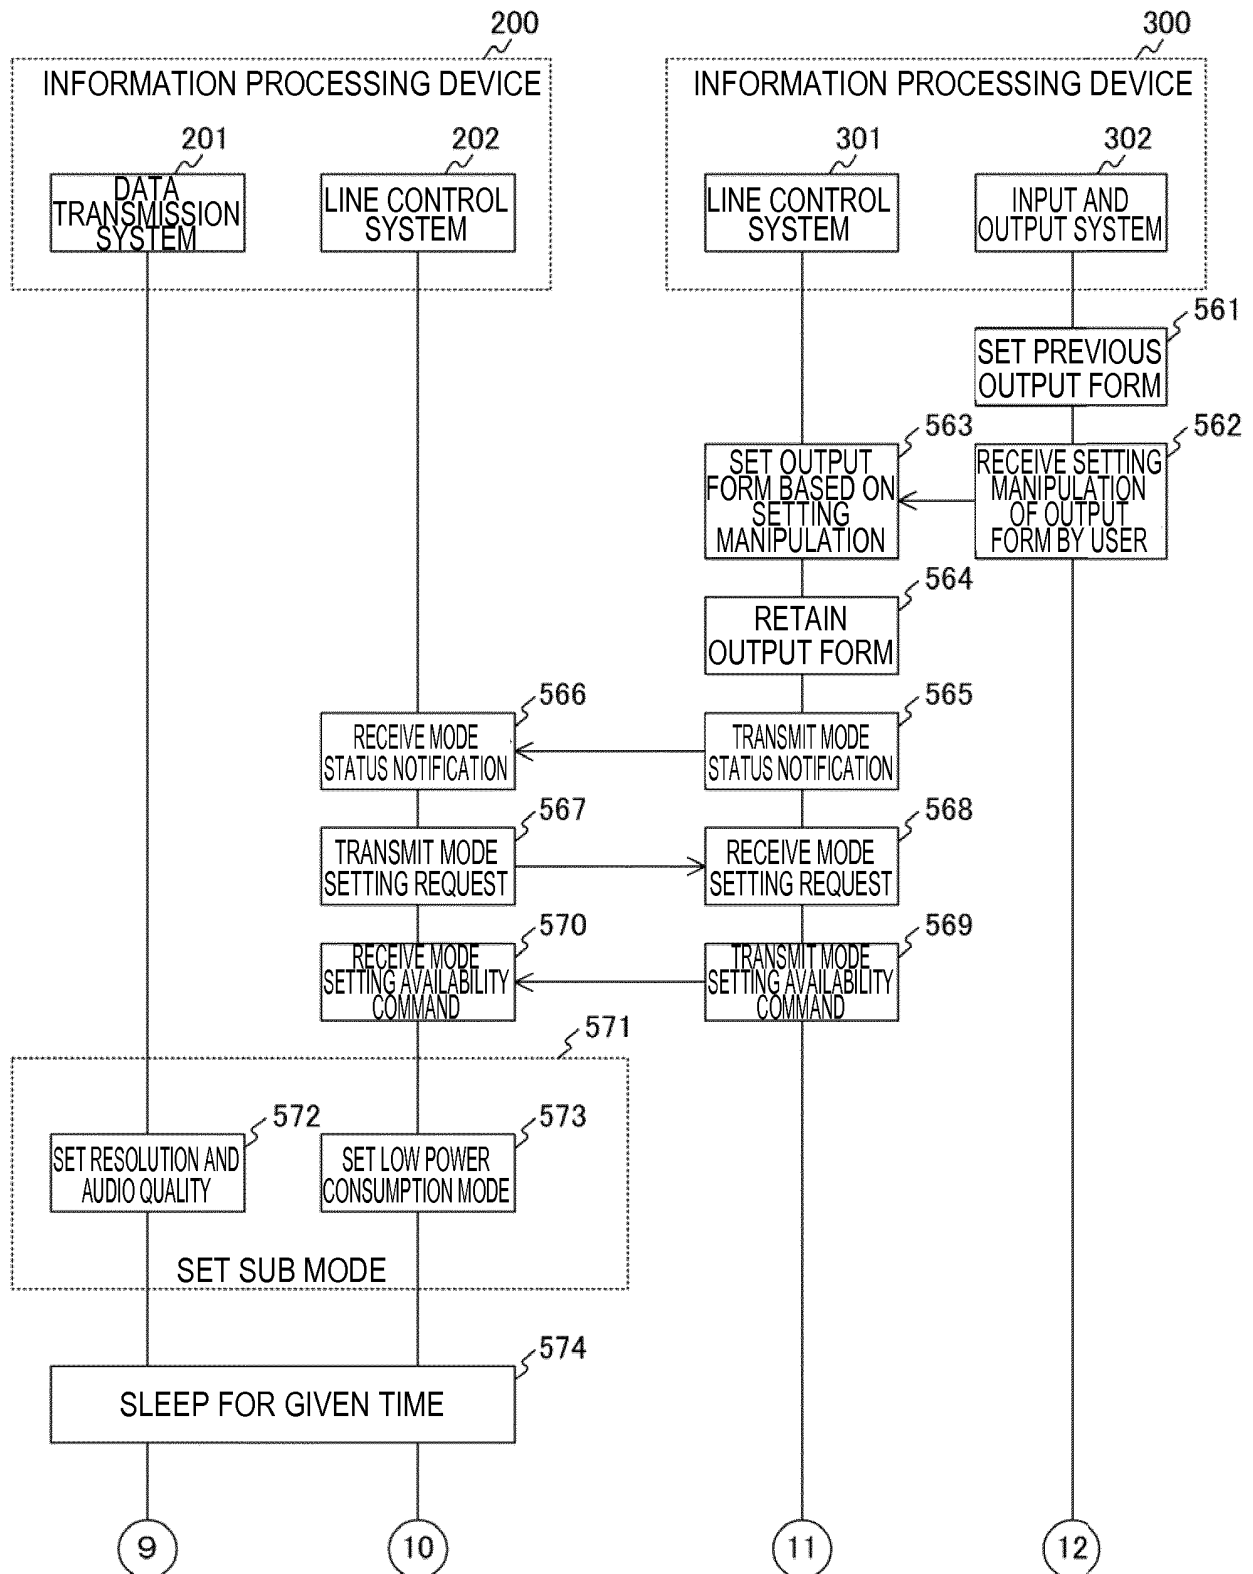 200
300
INFORMATION PROCESSING DEVICE
INFORMATION PROCESSING DEVICE
201
202
301
302
DATA
TRANSMISSION
SYSTEM
LINE CONTROL
SYSTEM
LINE CONTROL
SYSTEM
INPUT AND
OUTPUT SYSTEM
561
SET PREVIOUS
OUTPUT FORM
563
562
SET OUTPUT
FORM BASED ON
SETTING
MANIPULATION
RECEIVE SETTING
MANIPULATION
OF OUTPUT
FORM BY USER
564
RETAIN
OUTPUT FORM
566
565
RECEIVE MODE
STATUS NOTIFICATION
TRANSMIT MODE
STATUS NOTIFICATION
567
568
TRANSMIT MODE
SETTING REQUEST
RECEIVE MODE
SETTING REQUEST
570
569
RECEIVE MODE
SETTING AVAILABILITY
COMMAND
TRANSMIT MODE
SETTING AVAILABILITY
COMMAND
571
572
573
SET RESOLUTION AND
AUDIO QUALITY
SET LOW POWER
CONSUMPTION MODE
SET SUB MODE
574
SLEEP FOR GIVEN TIME
9
10
11
12